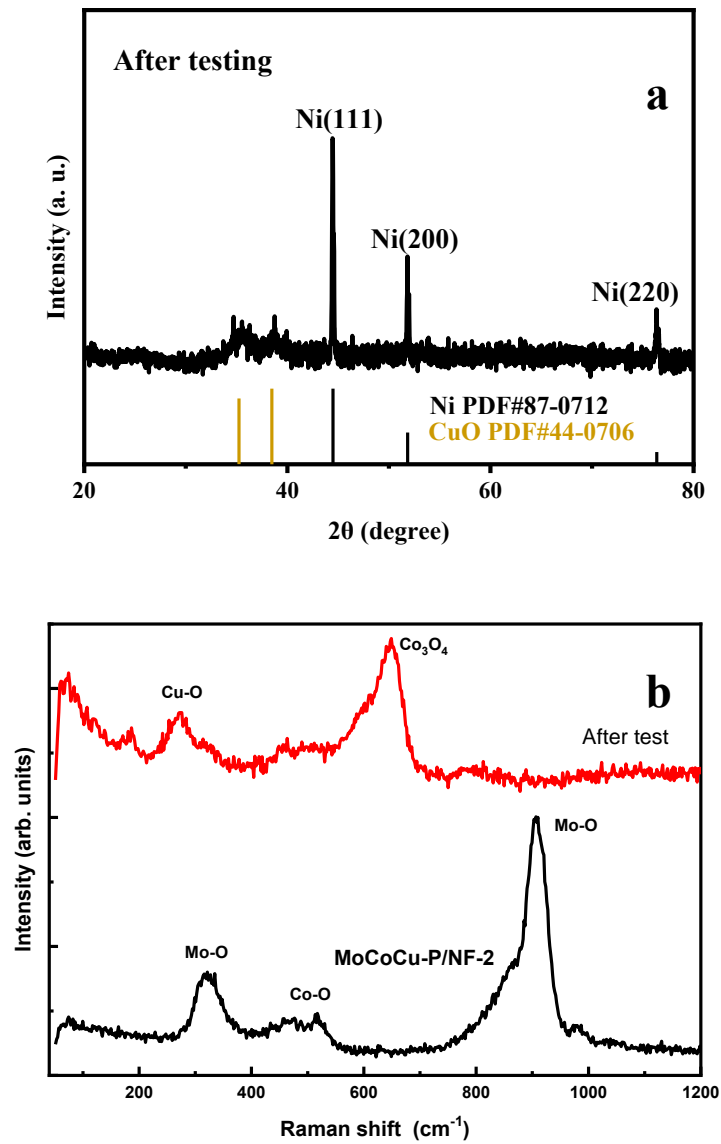 After testing
a
Ni(111)
Ni(200)
Ni(220)
Intensity (a. u.)
Ni PDF#87-0712
CuO PDF#44-0706
20 40 60 80
2θ (degree)
Co₃O₄
b
Cu-O
After test
Mo-O
Intensity (arb. units)
MoCoCu-P/NF-2
Mo-O
Co-O
200 400 600 800 1000 1200
Raman shift (cm⁻¹)